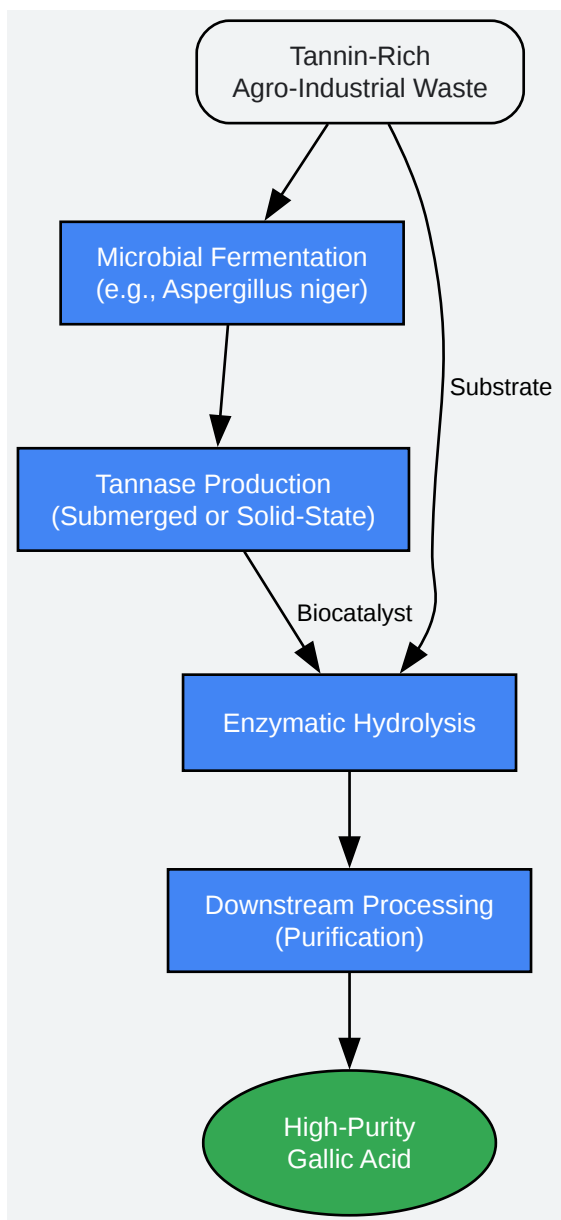 Tannin-Rich
Agro-Industrial Waste
Microbial Fermentation
(e.g., Aspergillus niger)
Substrate
Tannase Production
(Submerged or Solid-State)
Biocatalyst
Enzymatic Hydrolysis
Downstream Processing
(Purification)
High-Purity
Gallic Acid